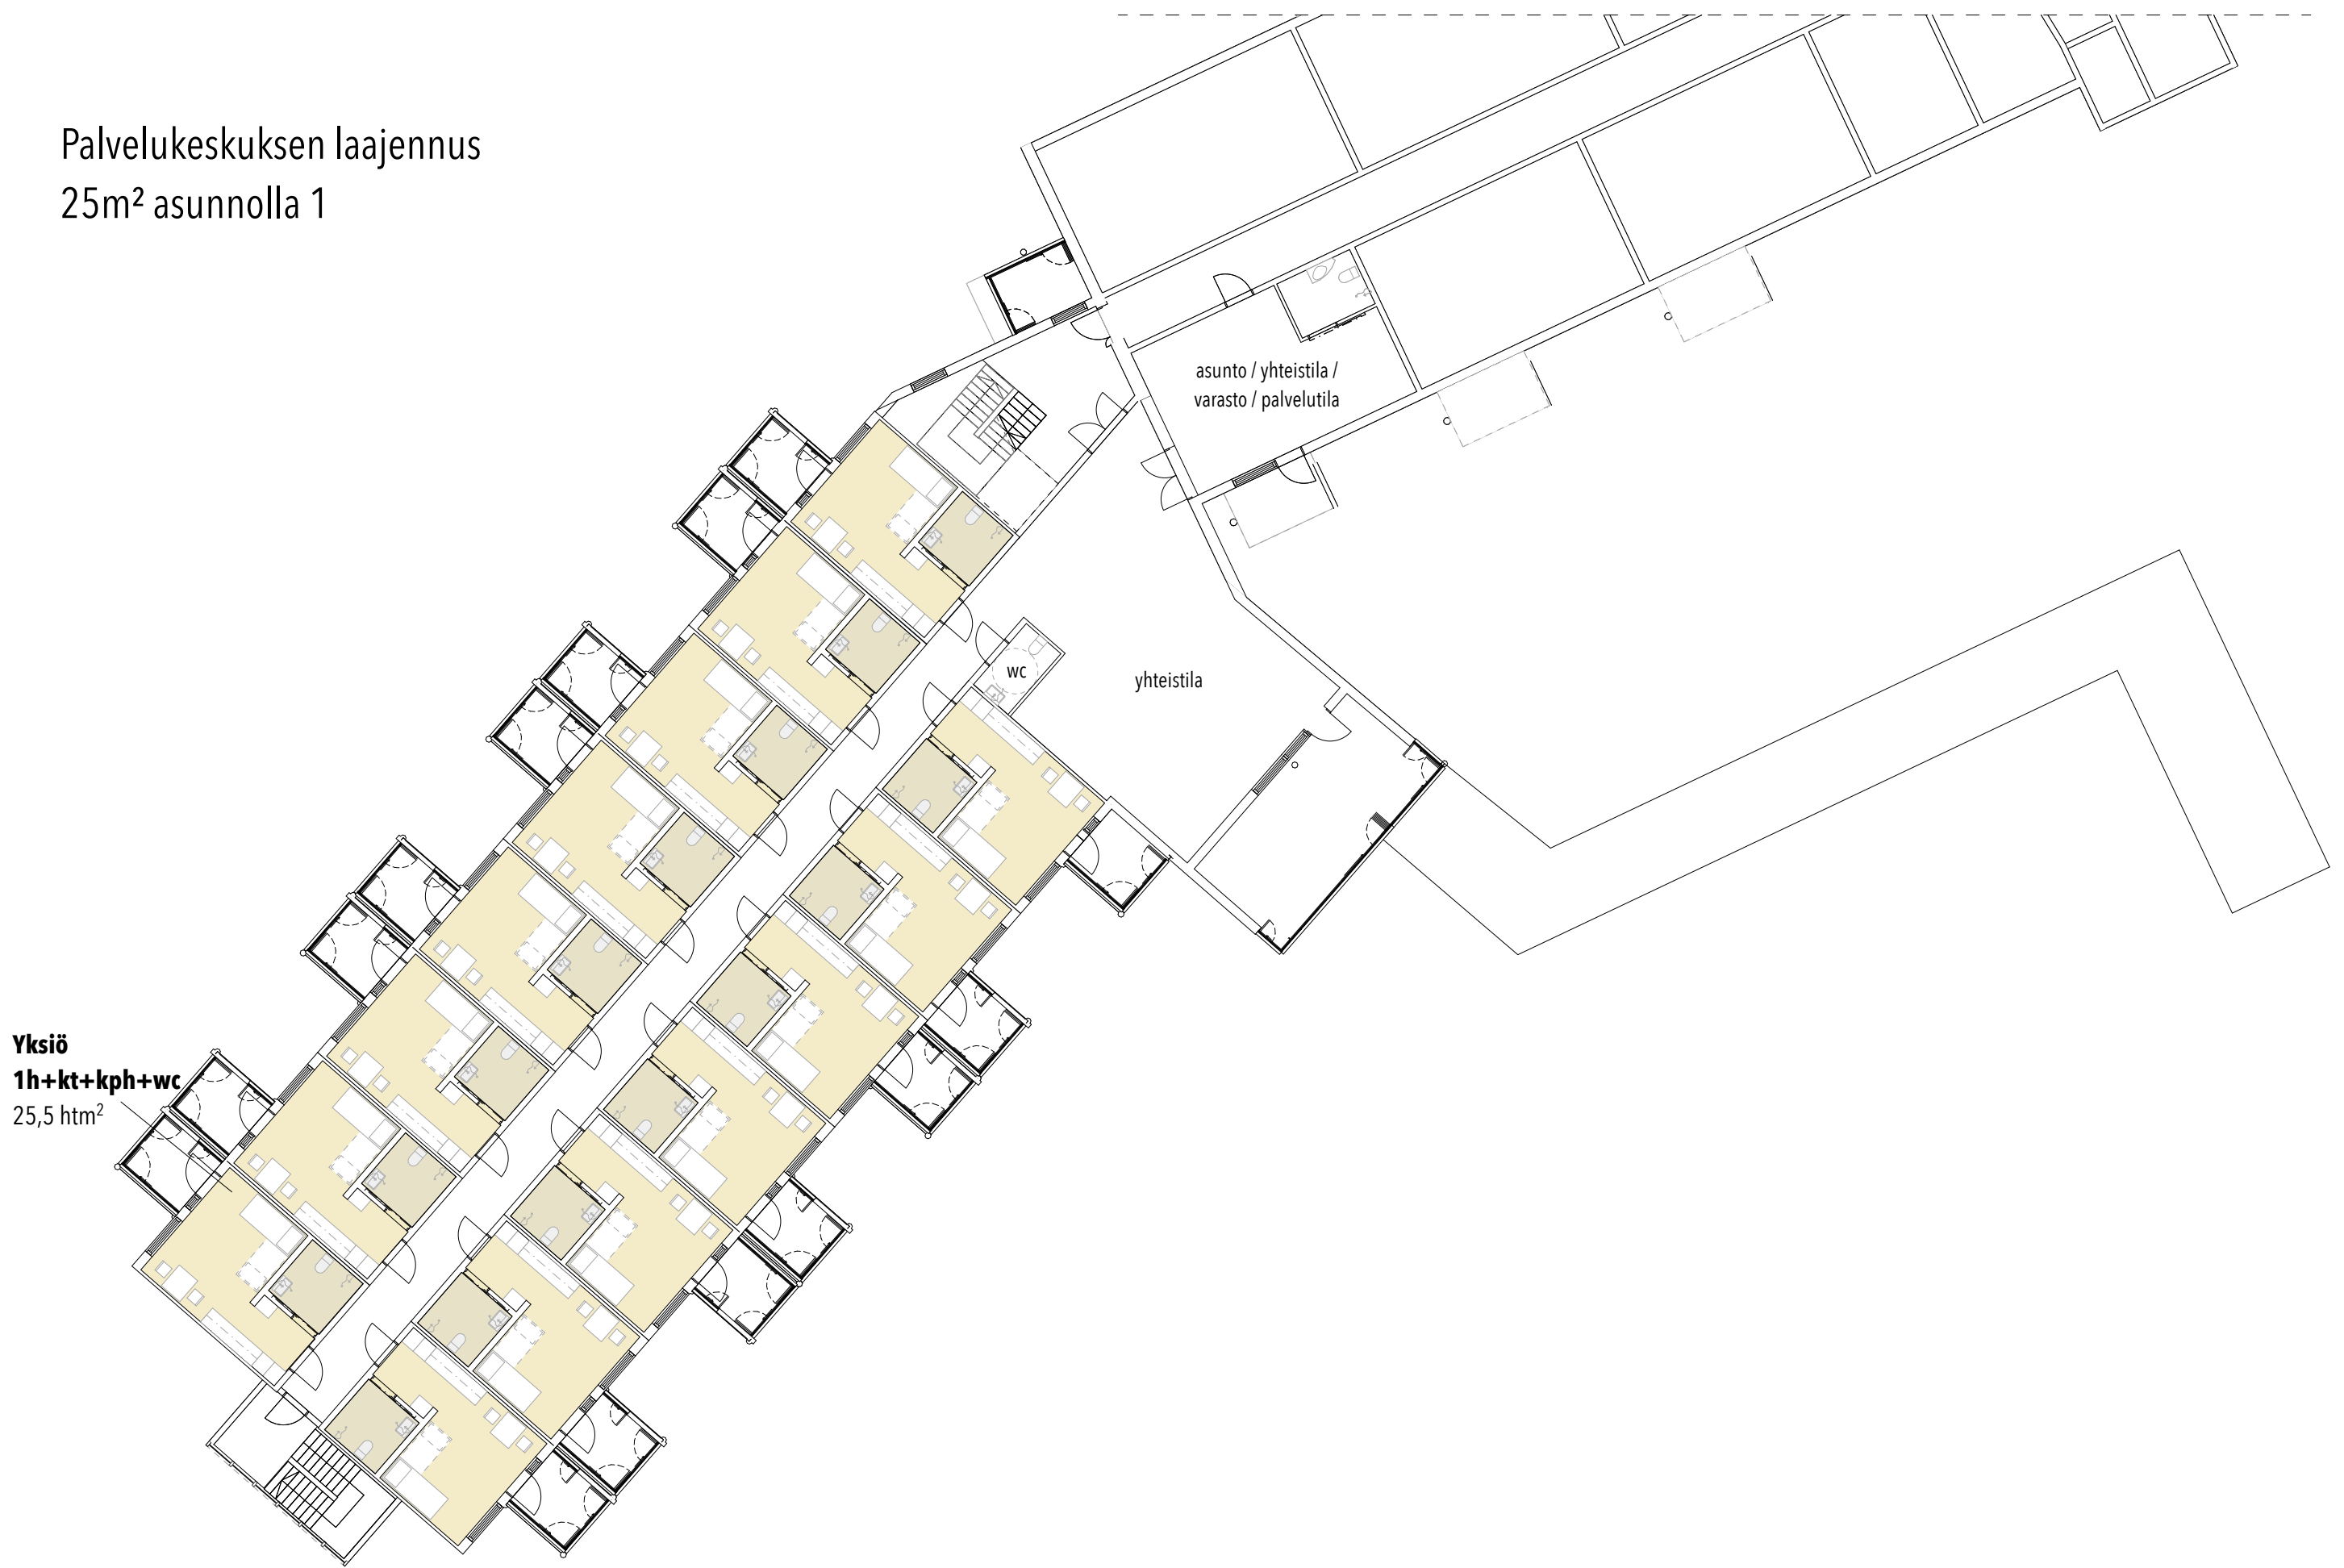 Palvelukeskuksen laajennus
25m² asunnolla 1
asunto / yhteistila /
varasto / palvelutila
wc
yhteistila
Yksiö
1h+kt+kph+wc
25,5 htm²